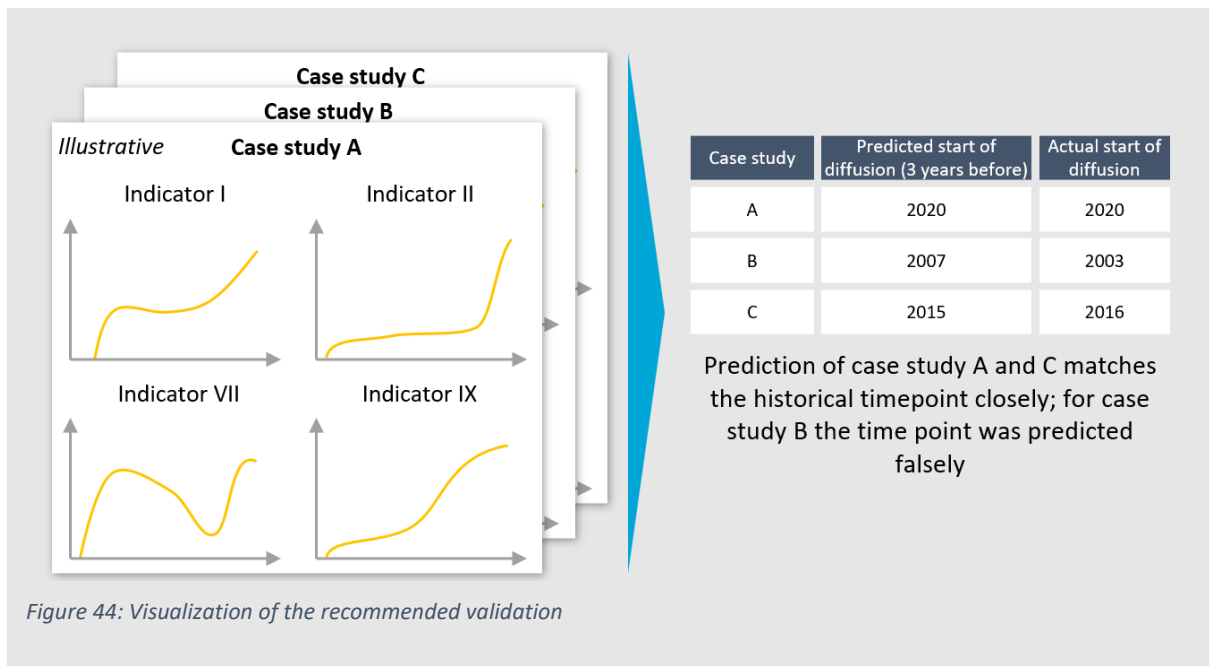 Case study C
Case study B
Illustrative Case study A
Indicator I Indicator II
Indicator VII Indicator IX
Case study Predicted start of diffusion (3 years before) Actual start of diffusion
A 2020 2020
B 2007 2003
C 2015 2016
Prediction of case study A and C matches
the historical timepoint closely; for case
study B the time point was predicted
falsely
Figure 44: Visualization of the recommended validation